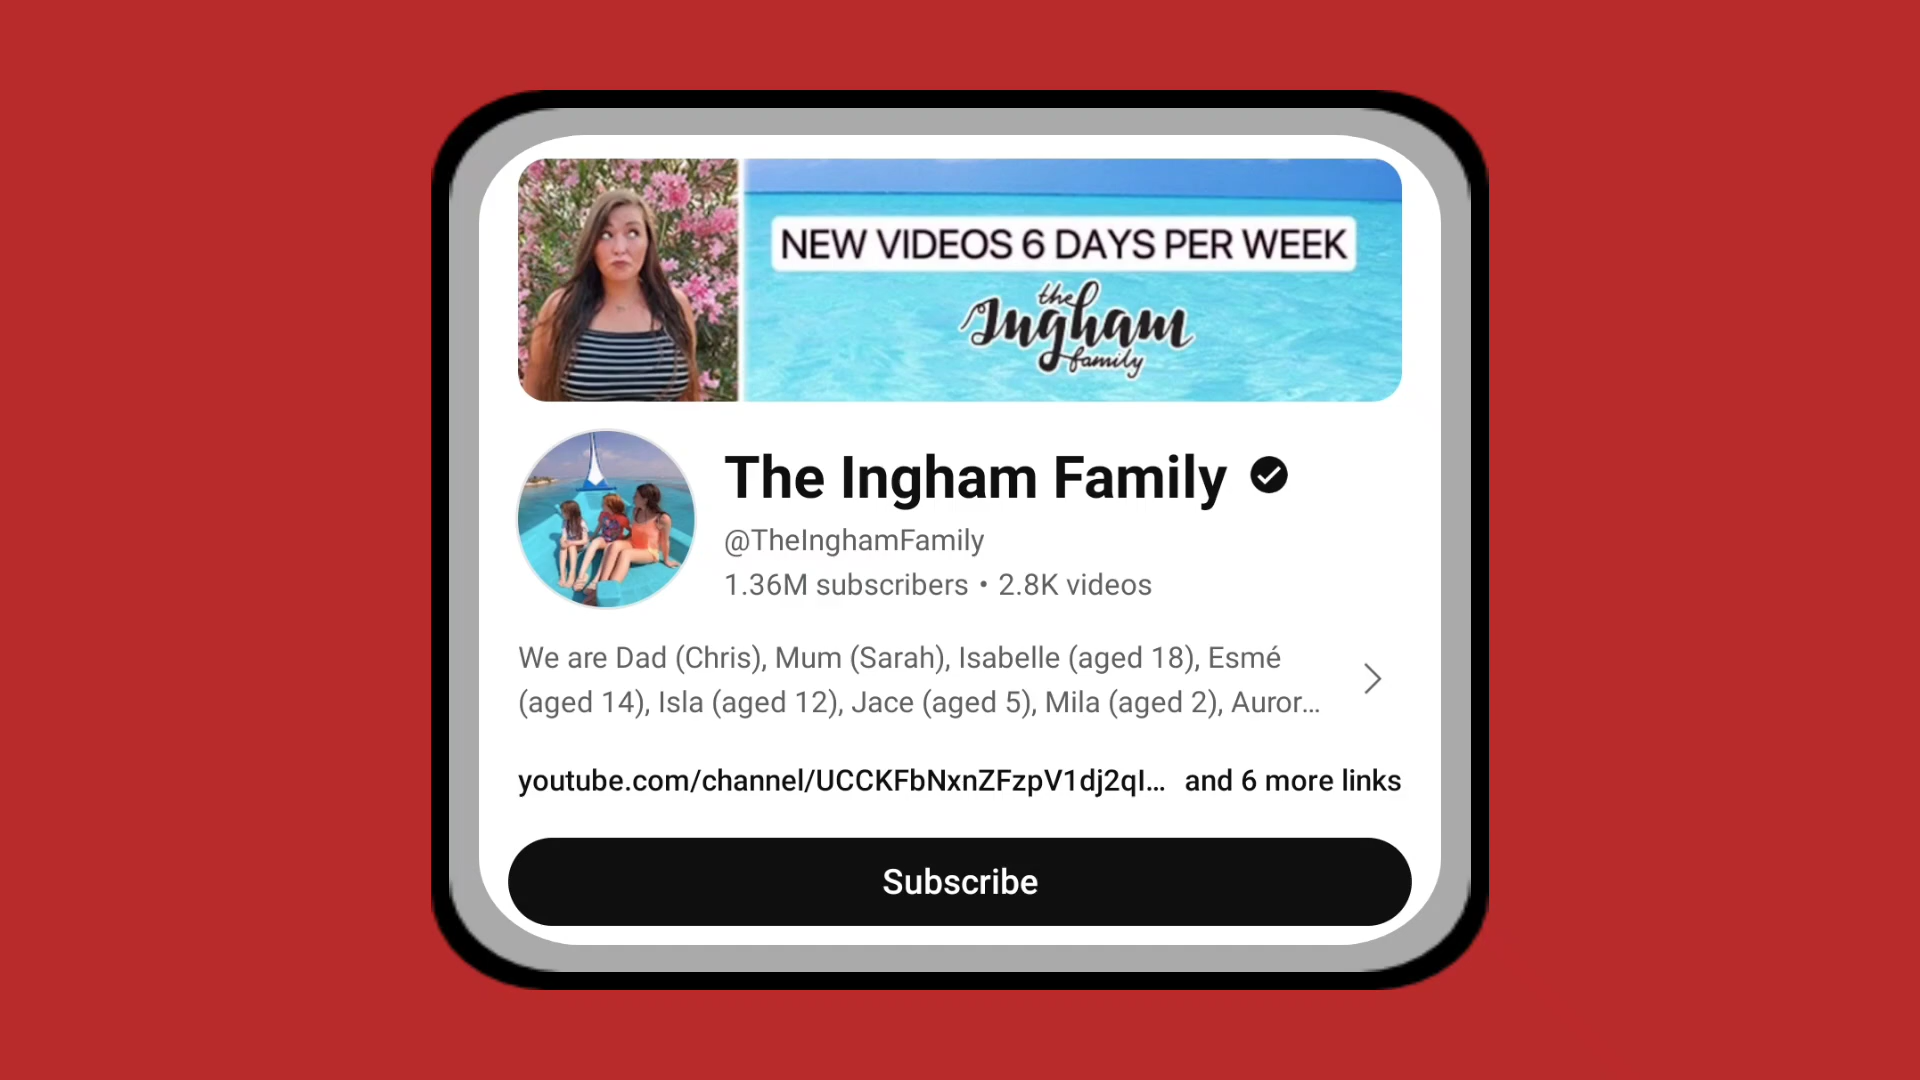 NEW VIDEOS 6 DAYS PER WEEK
the
Ingham
family
The Ingham Family
@TheInghamFamily
1.36M subscribers • 2.8K videos
We are Dad (Chris), Mum (Sarah), Isabelle (aged 18), Esmé
(aged 14), Isla (aged 12), Jace (aged 5), Mila (aged 2), Auror...
youtube.com/channel/UCCKFbNxnZFzpV1dj2qI... and 6 more links
Subscribe